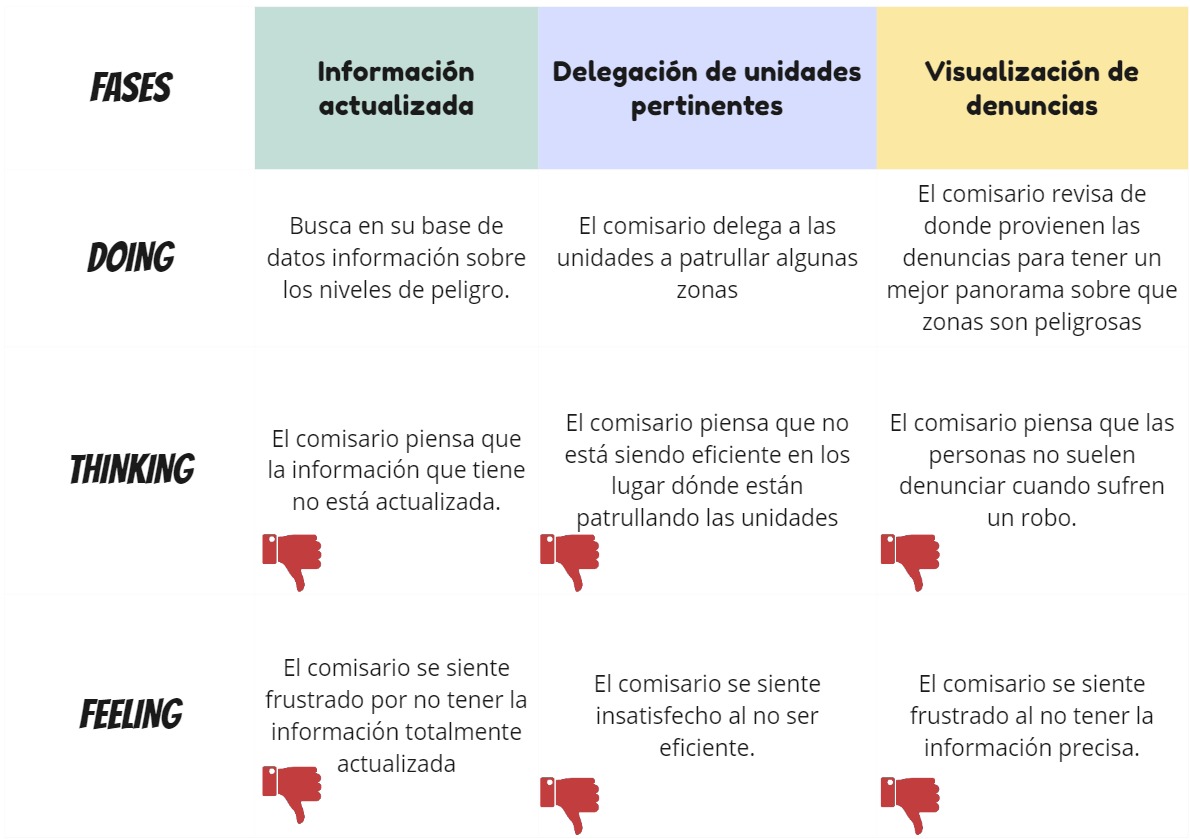 FASES
Información
actualizada
Delegación de unidades
pertinentes
Visualización de
denuncias
DOING
Busca en su base de
datos información sobre
los niveles de peligro.
El comisario delega a las
unidades a patrullar algunas
zonas
El comisario revisa de
donde provienen las
denuncias para tener un
mejor panorama sobre que
zonas son peligrosas
THINKING
El comisario piensa que
la información que tiene
no está actualizada.
El comisario piensa que no
está siendo eficiente en los
lugar dónde están
patrullando las unidades
El comisario piensa que las
personas no suelen
denunciar cuando sufren
un robo.
FEELING
El comisario se siente
frustrado por no tener la
información totalmente
actualizada
El comisario se siente
insatisfecho al no ser
eficiente.
El comisario se siente
frustrado al no tener la
información precisa.